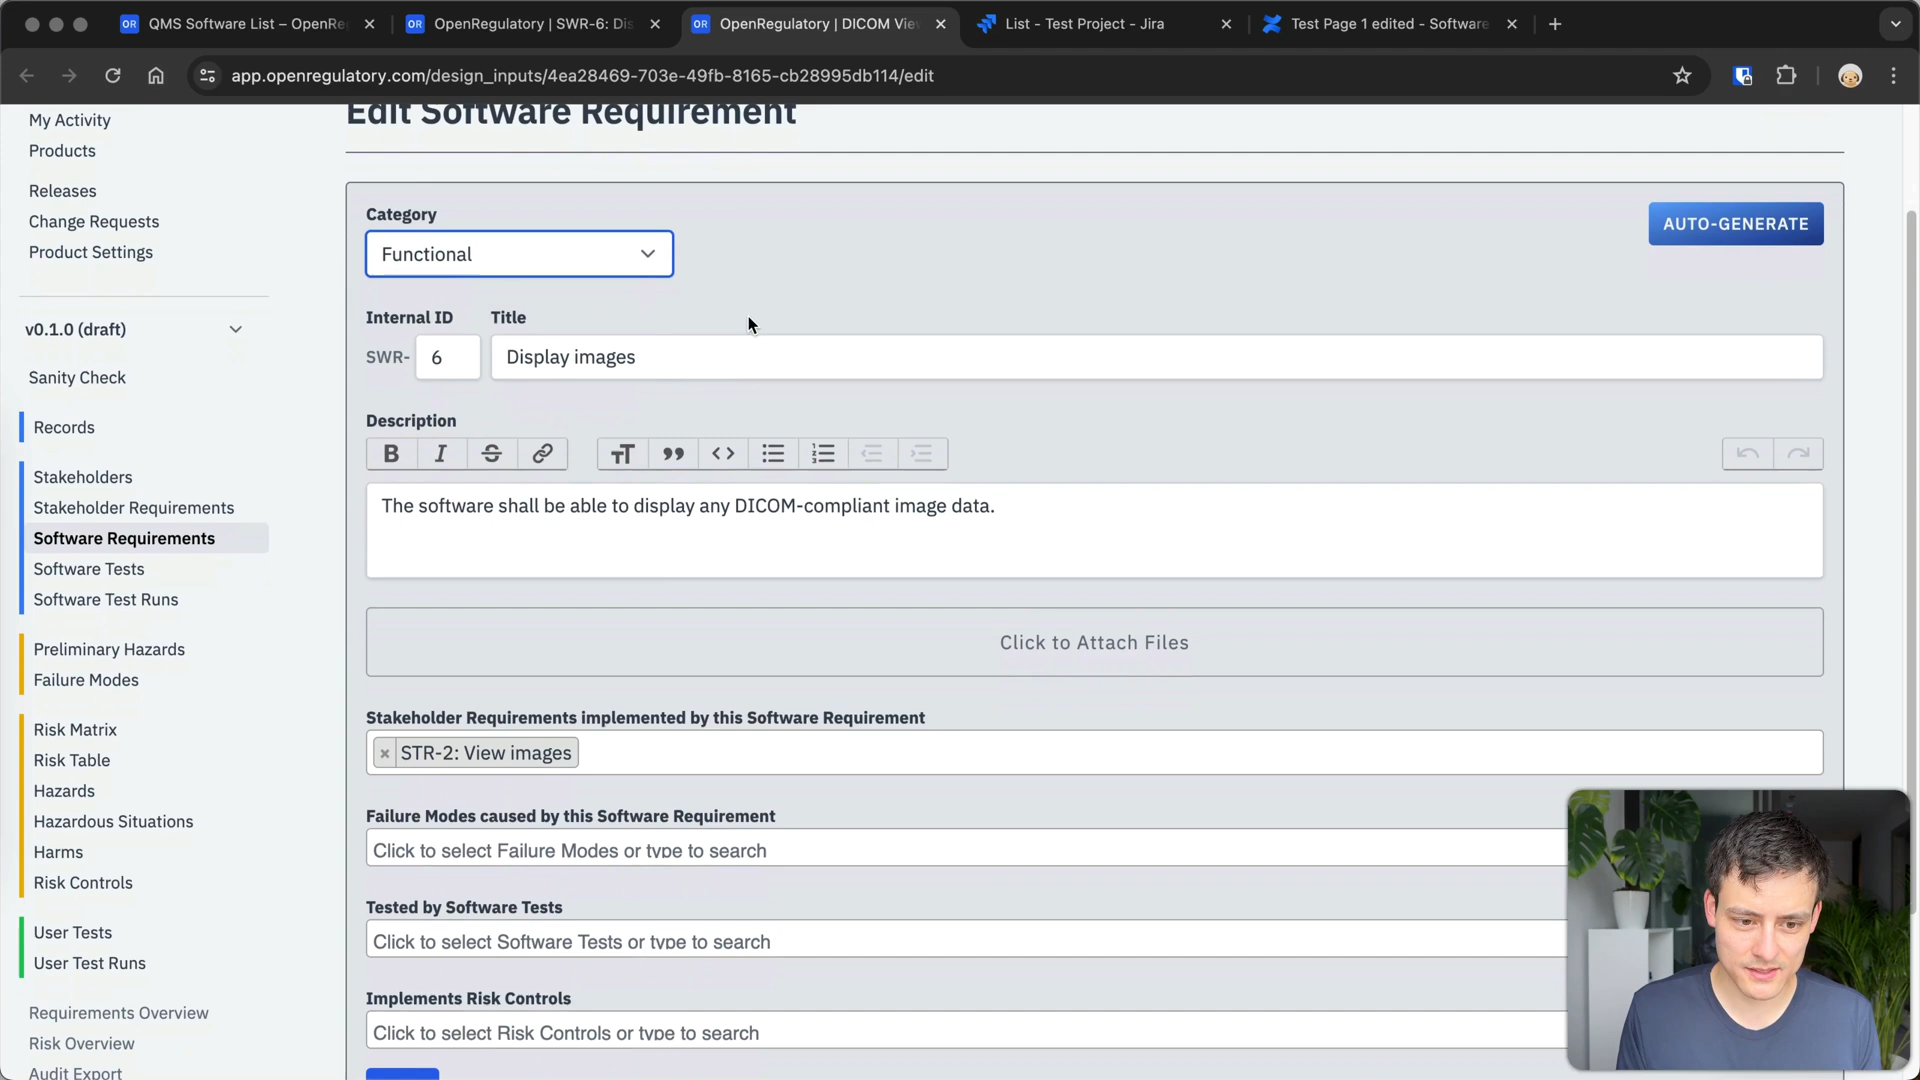 QMS Software List – OpenRe
OpenRegulatory | SWR-6: Dis
OpenRegulatory | DICOM Vie
List - Test Project - Jira
Test Page 1 edited - Software
app.openregulatory.com/design_inputs/4ea28469-703e-49fb-8165-cb28995db114/edit
My Activity
Products
Releases
Change Requests
Product Settings
v0.1.0 (draft)
Sanity Check
Records
Stakeholders
Stakeholder Requirements
Software Requirements
Software Tests
Software Test Runs
Preliminary Hazards
Failure Modes
Risk Matrix
Risk Table
Hazards
Hazardous Situations
Harms
Risk Controls
User Tests
User Test Runs
Requirements Overview
Risk Overview
Audit Export
Edit Software Requirement
Category
AUTO-GENERATE
Functional
Internal ID Title
SWR- 6 Display images
Description
The software shall be able to display any DICOM-compliant image data.
Click to Attach Files
Stakeholder Requirements implemented by this Software Requirement
× STR-2: View images
Failure Modes caused by this Software Requirement
Click to select Failure Modes or type to search
Tested by Software Tests
Click to select Software Tests or type to search
Implements Risk Controls
Click to select Risk Controls or type to search